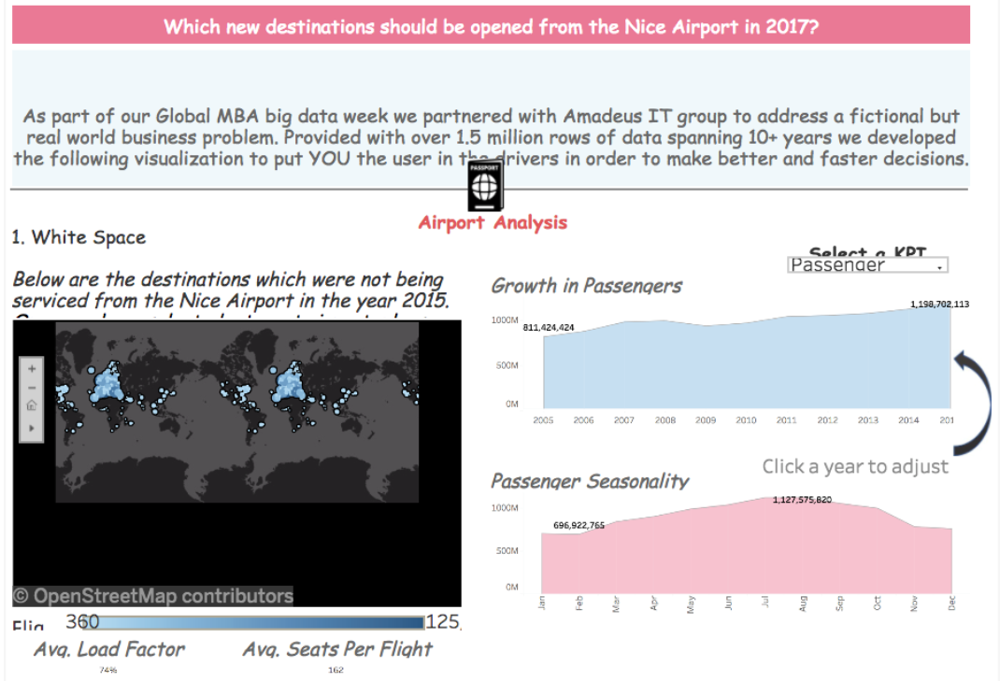 Which new destinations should be opened from the Nice Airport in 2017?
As part of our Global MBA big data week we partnered with Amadeus IT group to address a fictional but
real world business problem. Provided with over 1.5 million rows of data spanning 10+ years we developed
the following visualization to put YOU the user in the drivers in order to make better and faster decisions.
PASSPORT
Airport Analysis
1. White Space
Below are the destinations which were not being
serviced from the Nice Airport in the year 2015.
© OpenStreetMap contributors
360
125
Avg. Load Factor
74%
Avg. Seats Per Flight
162
Select a KPI
Passenger
Growth in Passengers
1000M
500M
0M
811,424,424
1,198,702,113
2005 2006 2007 2008 2009 2010 2011 2012 2013 2014 201
Click a year to adjust
Passenger Seasonality
1000M
500M
0M
696,922,765
1,127,575,820
Jan Feb Mar Apr May Jun Jul Aug Sep Oct Nov Dec